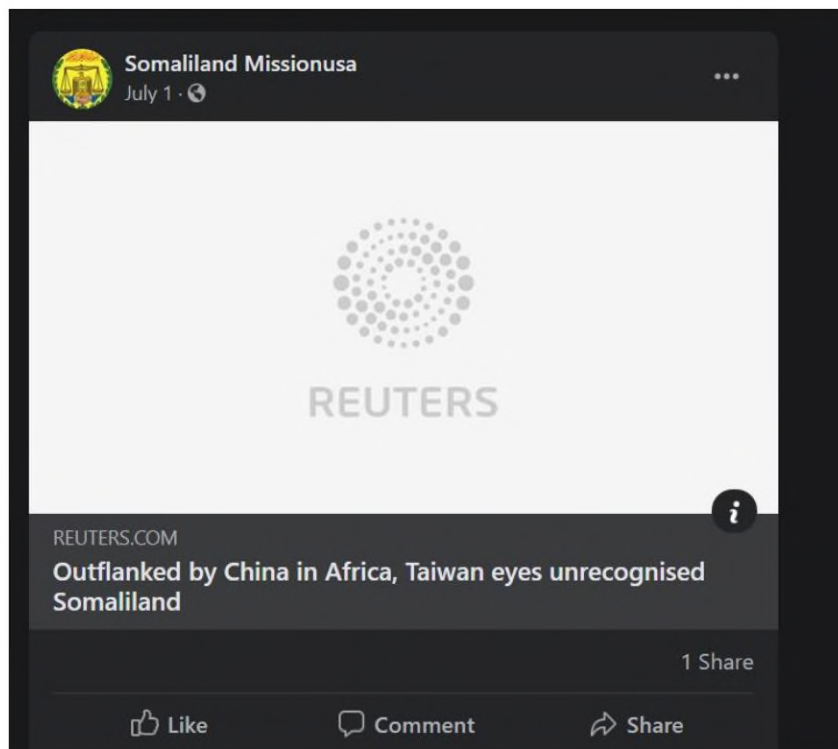 Somaliland Missionusa
July 1 ·
REUTERS
REUTERS.COM
Outflanked by China in Africa, Taiwan eyes unrecognised
Somaliland
1 Share
Like Comment Share